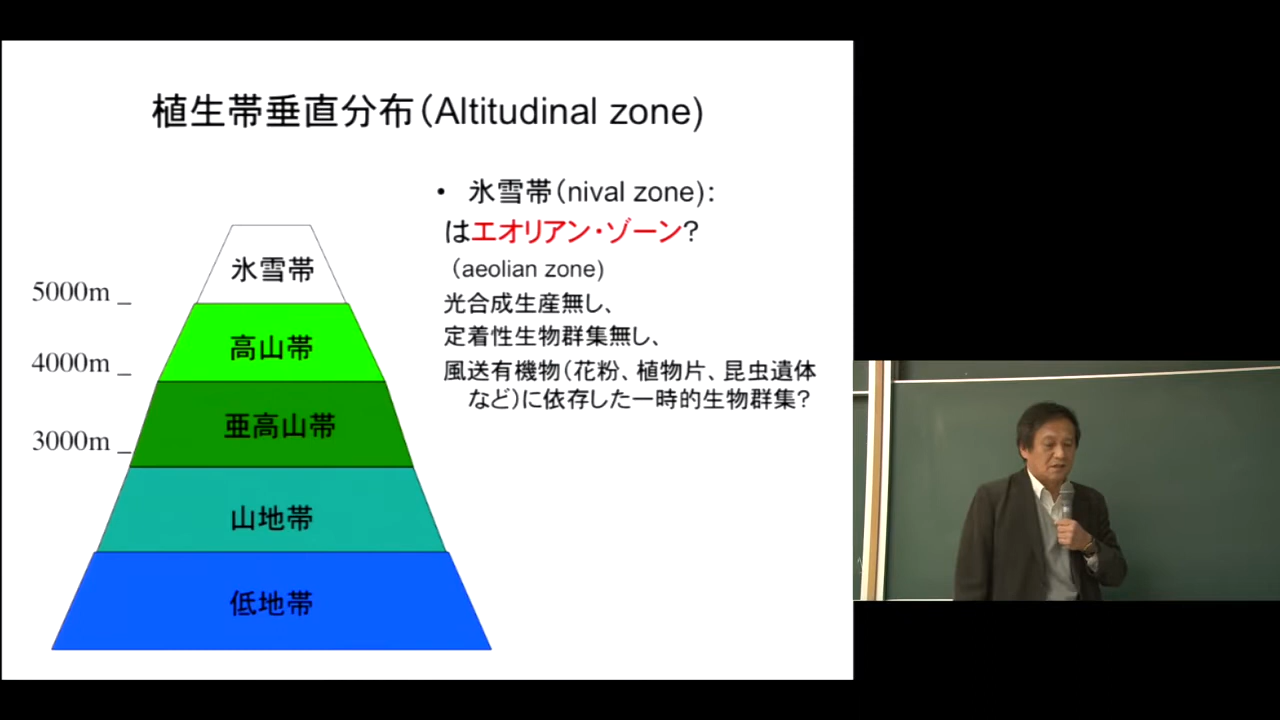 植生帯垂直分布（Altitudinal zone)
• 氷雪帯（nival zone）:
はエオリアン・ゾーン?
（aeolian zone)
光合成生産無し、
定着性生物群集無し、
風送有機物（花粉、植物片、昆虫遺体
など）に依存した一時的生物群集?
氷雪帯
5000m _
高山帯
4000m _
亜高山帯
3000m _
山地帯
低地帯